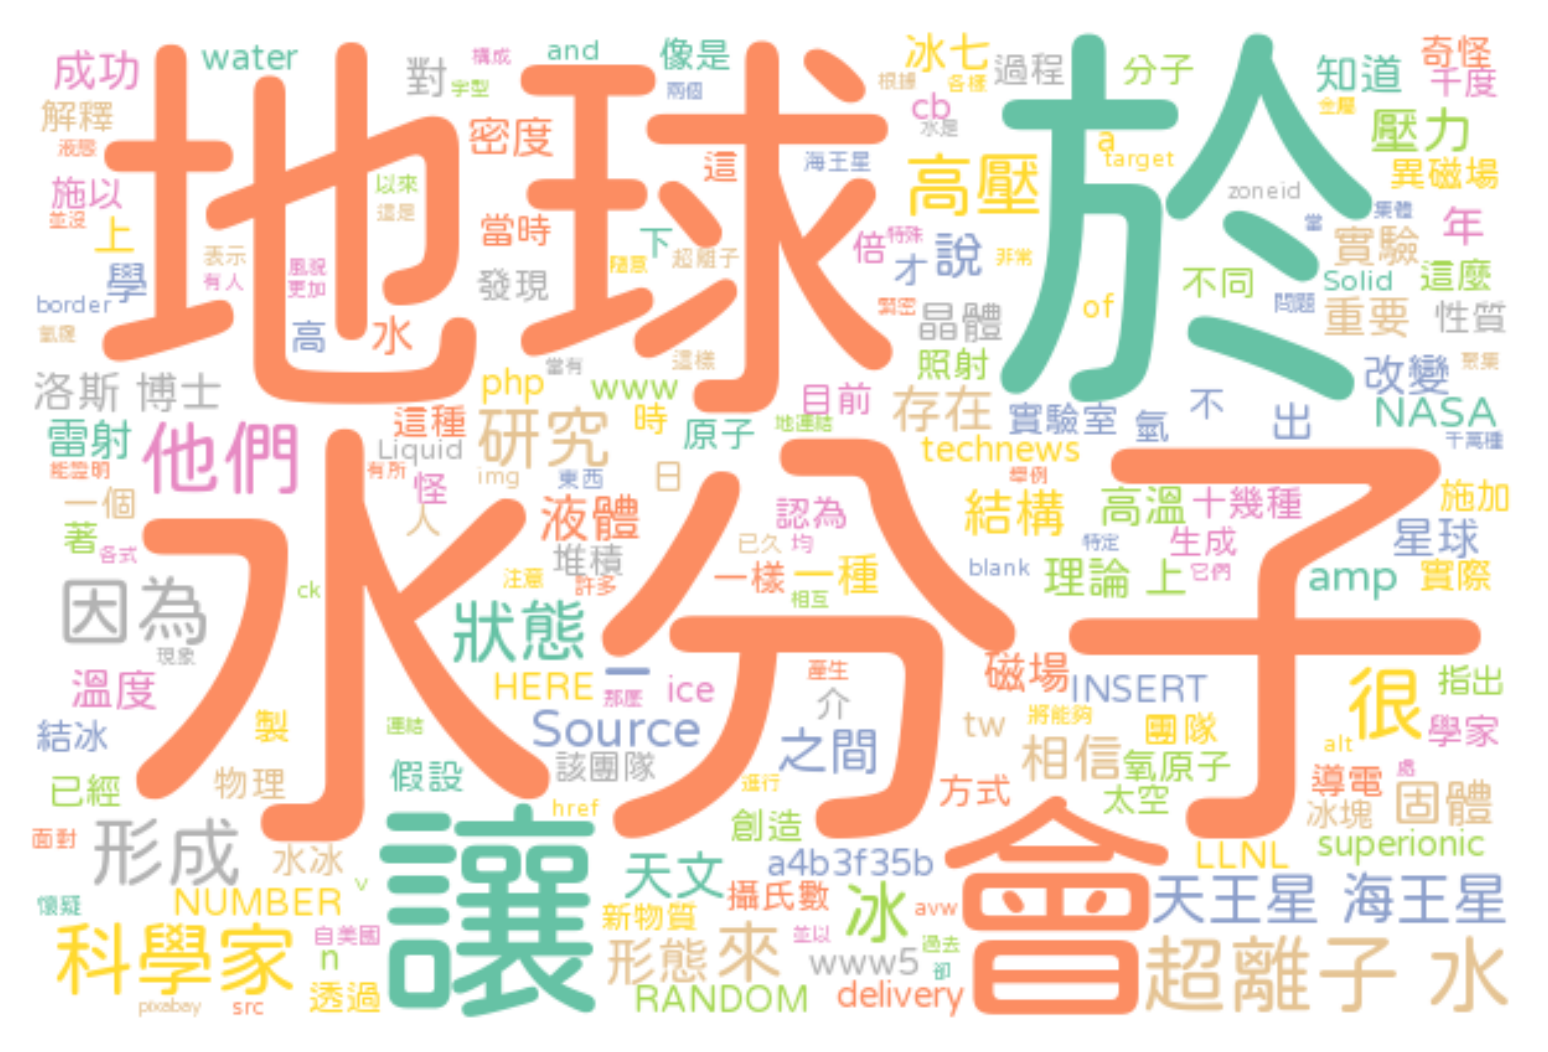 地球
於
水分子
讓
會
成功
water
對
構成
字型
and
像是
兩個
根據
冰七
各樣
過程
分子
知道
金屬
奇怪
千度
解釋
液態
密度
這
海王星
cb
水是
a
target
壓力
施以
並沒
上
以來
這是
當時
下
超離子
隨意
高壓
zoneid
異磁場
集體
當
年
表示
有人
風貌
更加
學
border
氫鍵
高
水
發現
倍
特殊
才
說
非常
緊密
晶體
of
不同
問題
實驗
Solid
這麼
重要
性質
洛斯 博士
當有
php
www
這樣
目前
照射
存在
改變
聚集
雷射
能證明
他們
這種
Liquid
有所
怪
人
研究
img
時
東西
原子
日
地連結
實驗室
氫
不
出
NASA
千萬種
technews
舉例
一個
著
各式
液體
堆積
認為
已久
均
結構
高溫
十幾種
施加
星球
特定
生成
它們
因為
現象
ck
狀態
注意
許多
一樣
一種
相互
blank
理論 上
amp
實際
溫度
結冰
製
連結
HERE
一
那麼
ice
Source
產生
介
之間
磁場
INSERT
tw
將能夠
團隊
很
指出
學家
alt
已經
物理
假設
該團隊
href
進行
方式
相信
氧原子
太空
導電
處
固體
冰塊
面對
形成
水冰
v
創造
天文
a4b3f35b
LLNL
superionic
懷疑
NUMBER
攝氏數
冰
avw
天王星
海王星
科學家
自美國
n
新物質
形態
來
並以
www5
過去
卻
超離子 水
pixabay
src
透過
RANDOM
delivery